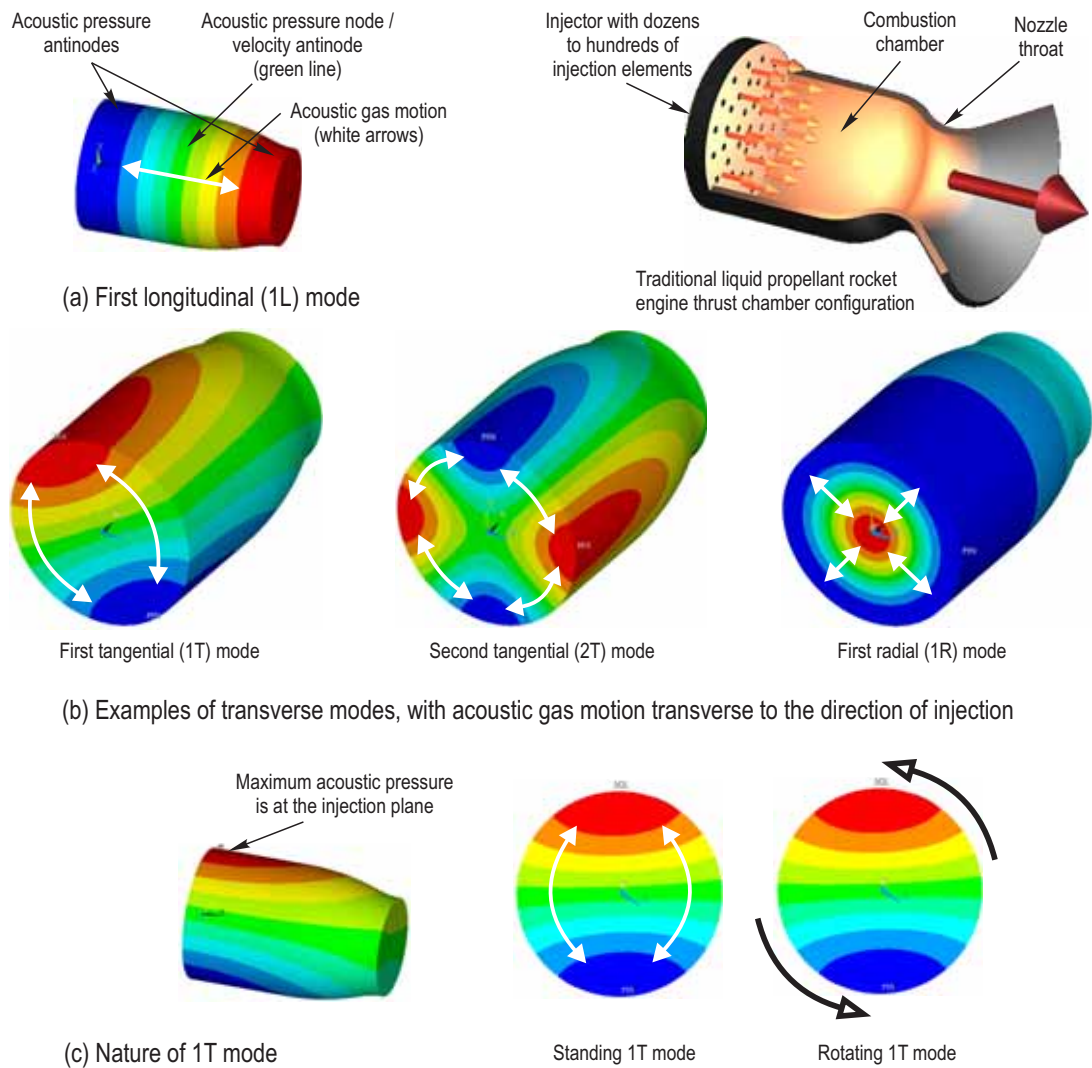 Acoustic pressure
antinodes
Acoustic pressure node /
velocity antinode
(green line)
Acoustic gas motion
(white arrows)
Injector with dozens
to hundreds of
injection elements
Combustion
chamber
Nozzle
throat
Traditional liquid propellant rocket
engine thrust chamber configuration
(a) First longitudinal (1L) mode
First tangential (1T) mode
Second tangential (2T) mode
First radial (1R) mode
(b) Examples of transverse modes, with acoustic gas motion transverse to the direction of injection
Maximum acoustic pressure
is at the injection plane
(c) Nature of 1T mode
Standing 1T mode
Rotating 1T mode